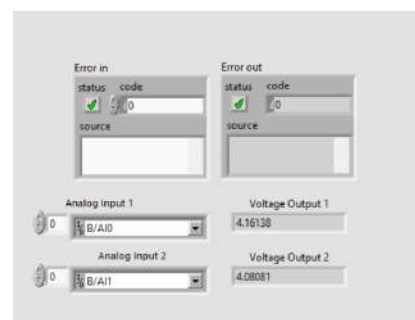 Error in
status code
0
source
Error out
status code
0
source
Analog Input 1
0 B/AI0
Voltage Output 1
4.16138
Analog Input 2
0 B/AI1
Voltage Output 2
4.08081